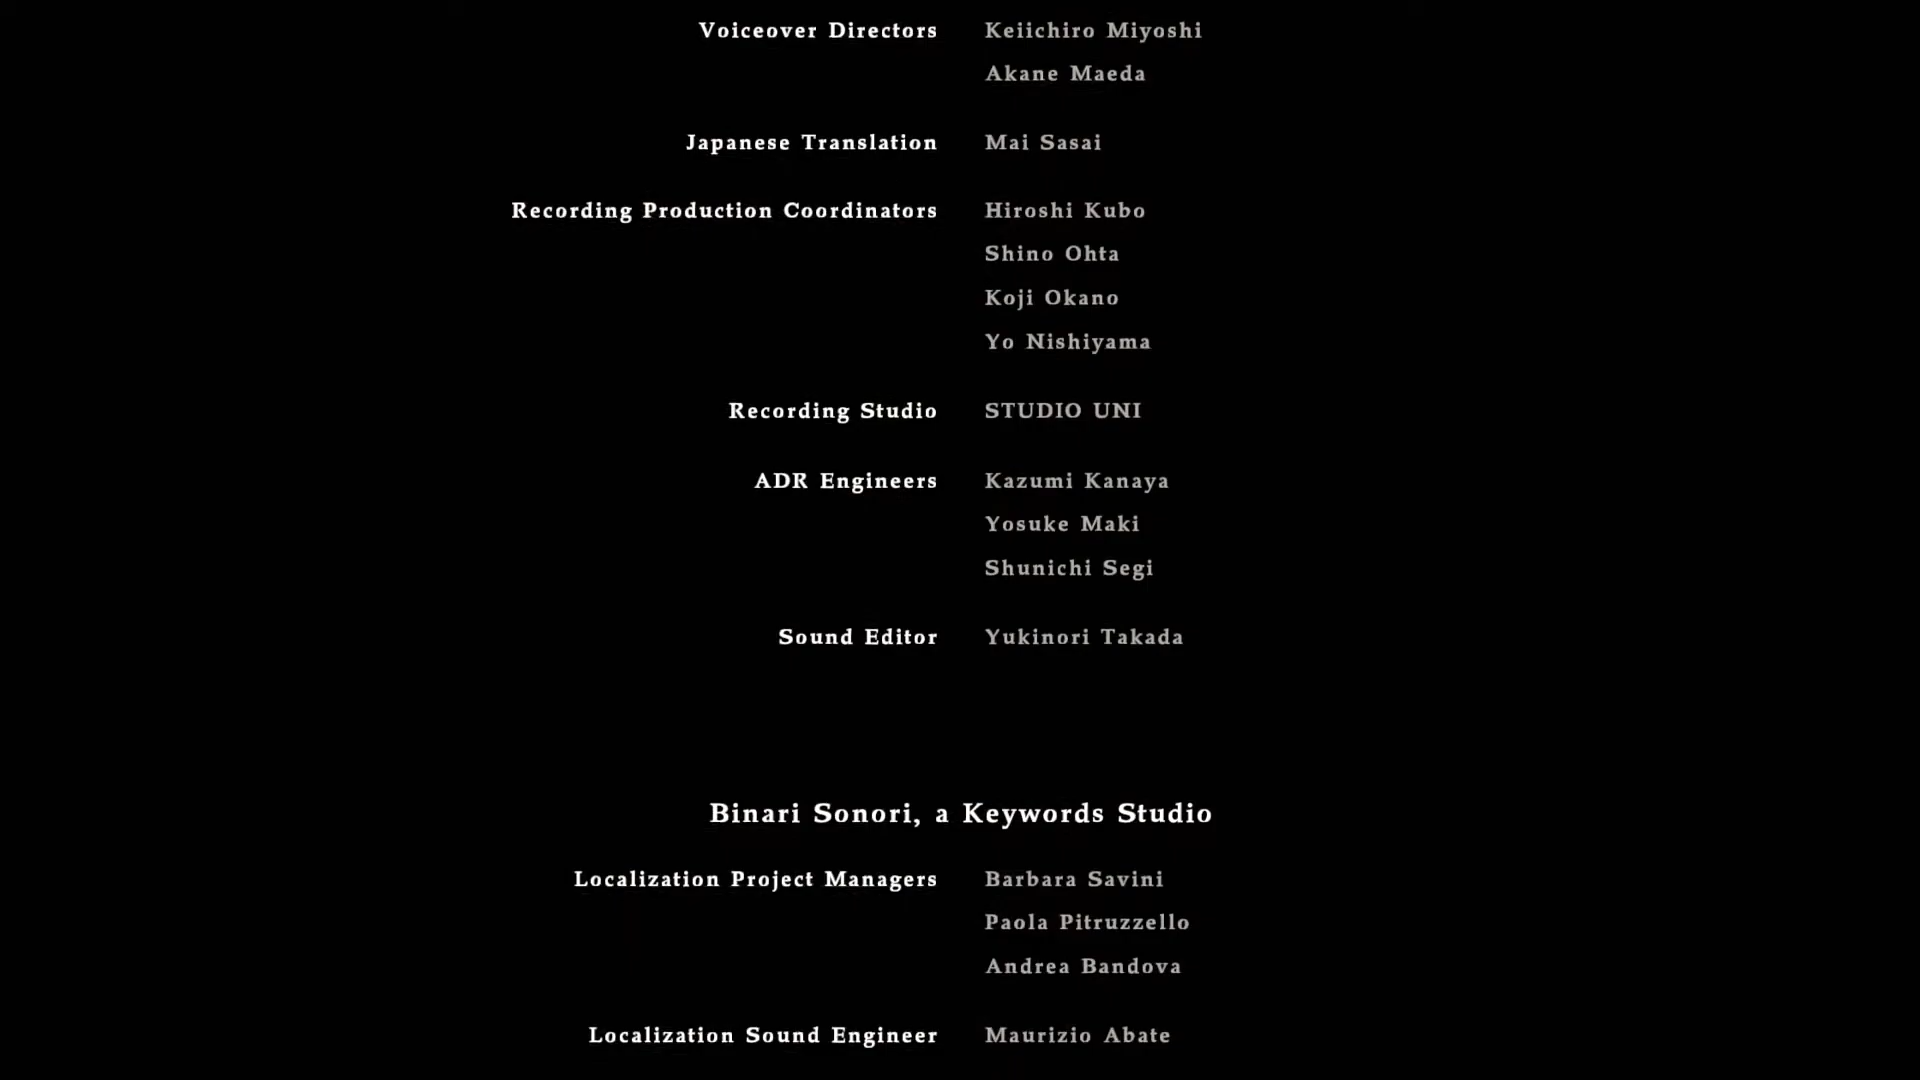 Voiceover Directors Keiichiro Miyoshi
Akane Maeda
Japanese Translation Mai Sasai
Recording Production Coordinators Hiroshi Kubo
Shino Ohta
Koji Okano
Yo Nishiyama
Recording Studio STUDIO UNI
ADR Engineers Kazumi Kanaya
Yosuke Maki
Shunichi Segi
Sound Editor Yukinori Takada
Binari Sonori, a Keywords Studio
Localization Project Managers Barbara Savini
Paola Pitruzzello
Andrea Bandova
Localization Sound Engineer Maurizio Abate